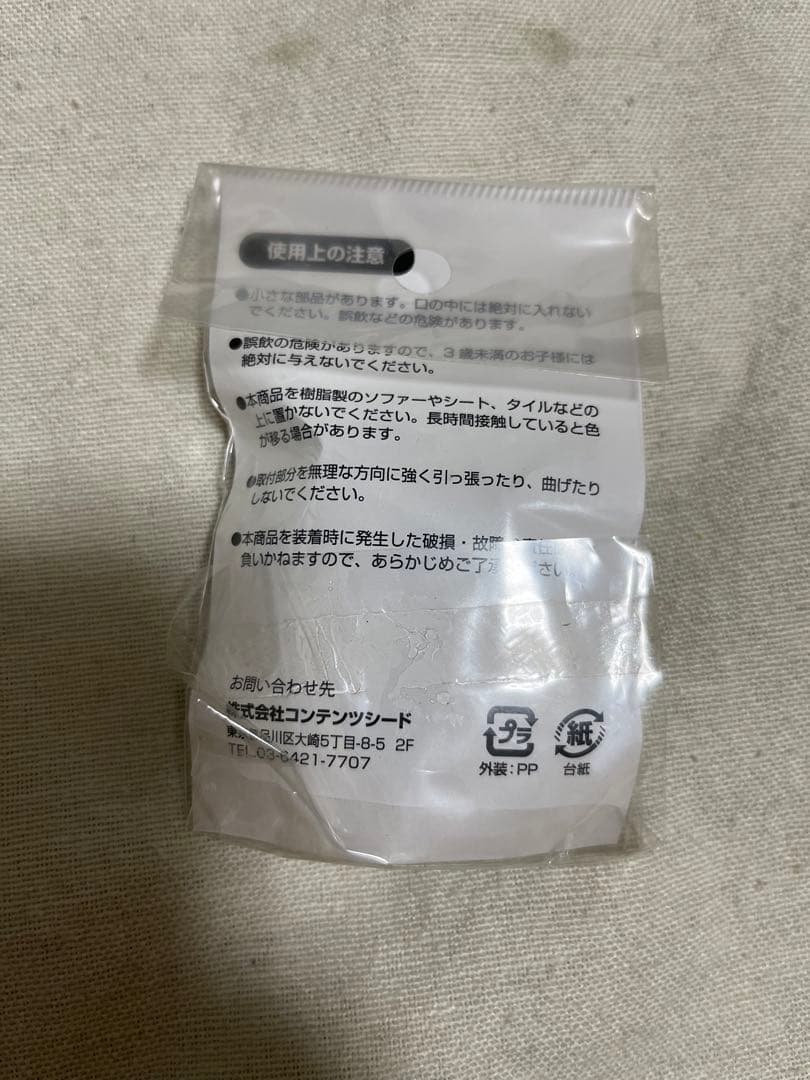 使用上の注意
●小さな部品があります。口の中には絶対に入れない
でください。誤飲などの危険があります。
●誤飲の危険がありますので、3歳未満のお子様には
絶対に与えないでください。
●本商品を樹脂製のソファーやシート、タイルなどの
上に置かないでください。長時間接触していると色
が移る場合があります。
●取付部分を無理な方向に強く引っ張ったり、曲げたり
しないでください。
●本商品を装着時に発生した破損・故障
負いかねますので、あらかじめご了承ください
お問い合わせ先
株式会社コンテンツシード
東京 品川区大崎5丁目-8-5 2F
TEL.03-6421-7707
プラ
外装:PP
紙
台紙